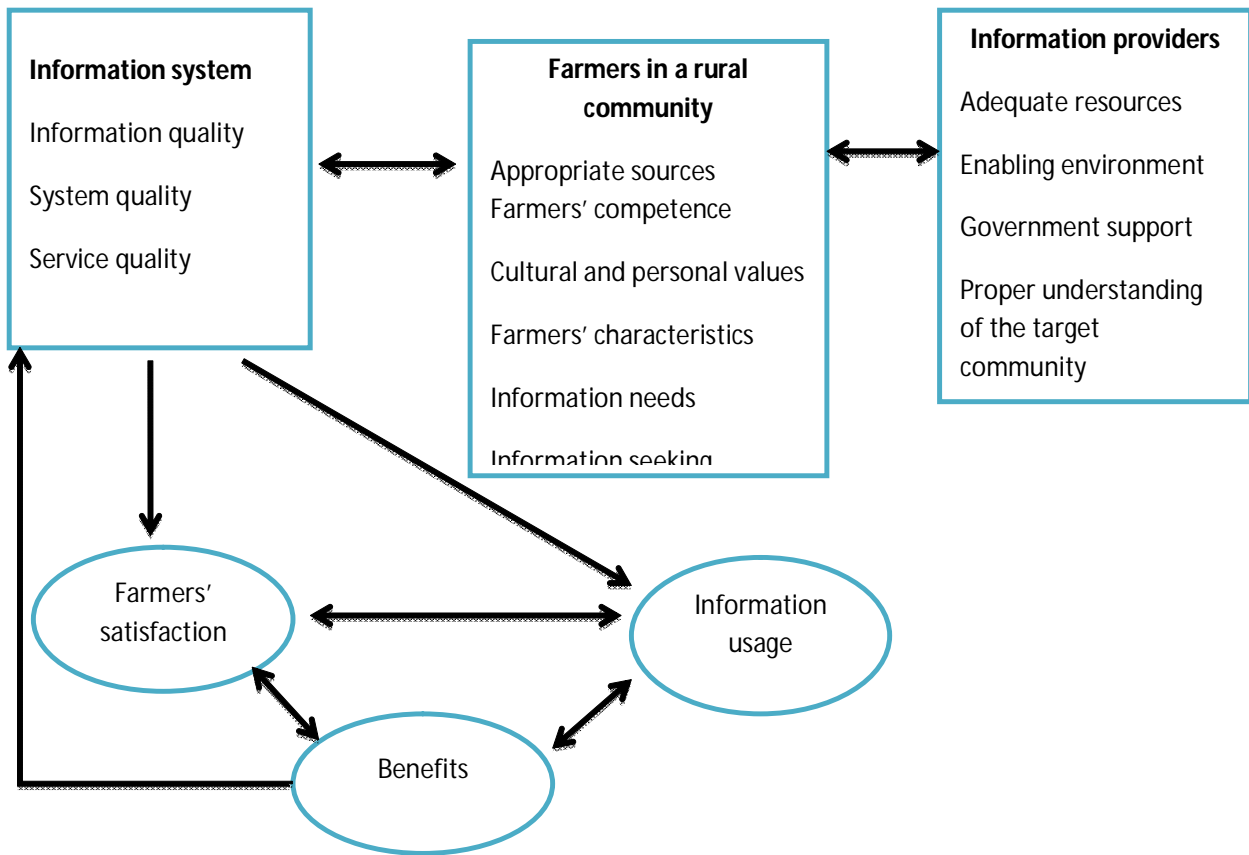 Information system
Information quality
System quality
Service quality
Farmers in a rural
community
Appropriate sources
Farmers’ competence
Cultural and personal values
Farmers’ characteristics
Information needs
Information seeking
Information providers
Adequate resources
Enabling environment
Government support
Proper understanding
of the target
community
Farmers’
satisfaction
Information
usage
Benefits